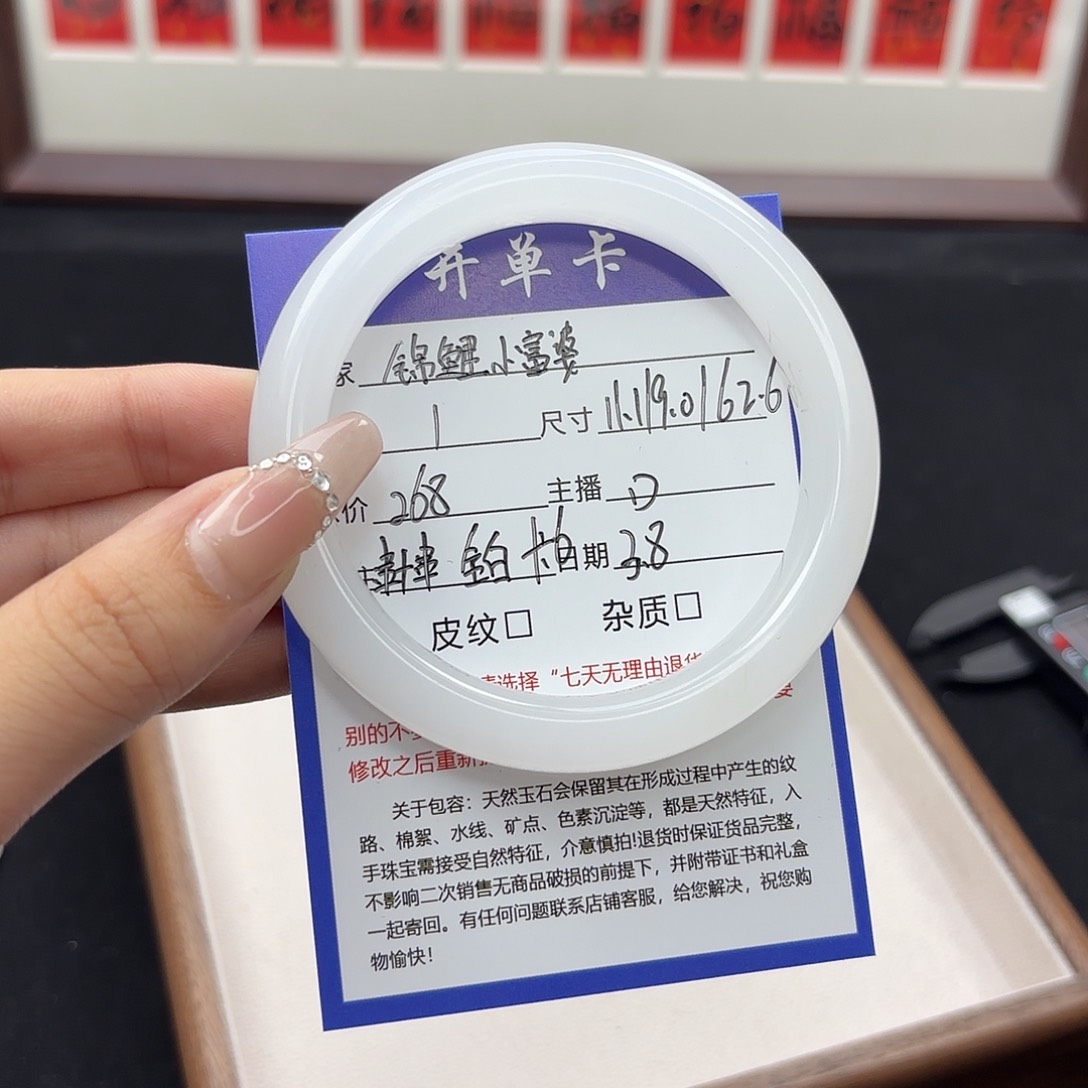 福 福 福
开单卡
家 锦鲤小富婆
1 尺寸 11.1/9.0/62.6
价 268 主播
日期 3.8
皮纹□ 杂质□
请选择“七天无理由退货
别的不要
修改之后重新
关于包容：天然玉石会保留其在形成过程中产生的纹
路、棉絮、水线、矿点、色素沉淀等，都是天然特征，入
手珠宝需接受自然特征，介意慎拍!退货时保证货品完整，
不影响二次销售无商品破损的前提下，并附带证书和礼盒
一起寄回。有任何问题联系店铺客服，给您解决，祝您购
物愉快！